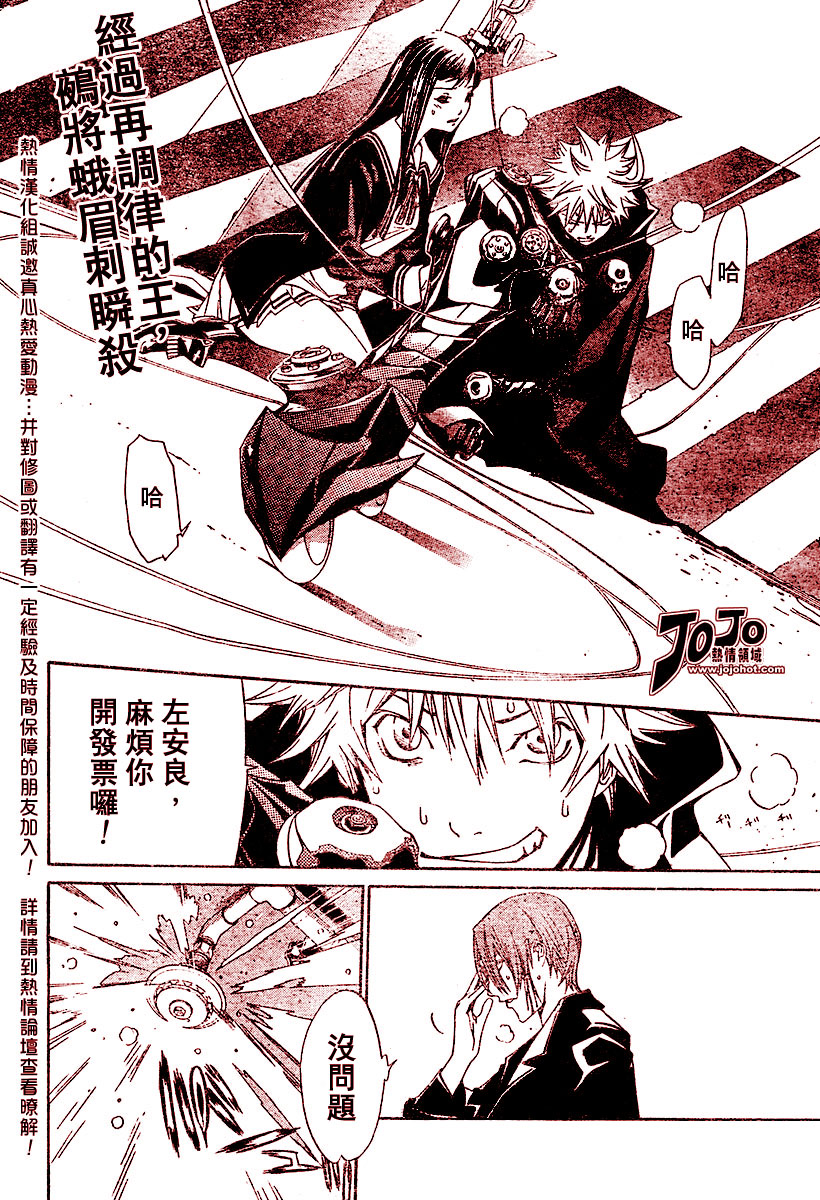 經過再調律的王，
鵺將蛾眉刺瞬殺
哈
哈
哈
JOJO
熱情領域
www.jojohot.com
左安良，
麻煩你
開發票囉！
ギギッ
沒問題
熱情漢化組誠邀真心熱愛動漫…并對修圖或翻譯有一定經驗及時間保障的朋友加入！ 詳情請到熱情論壇查看瞭解！